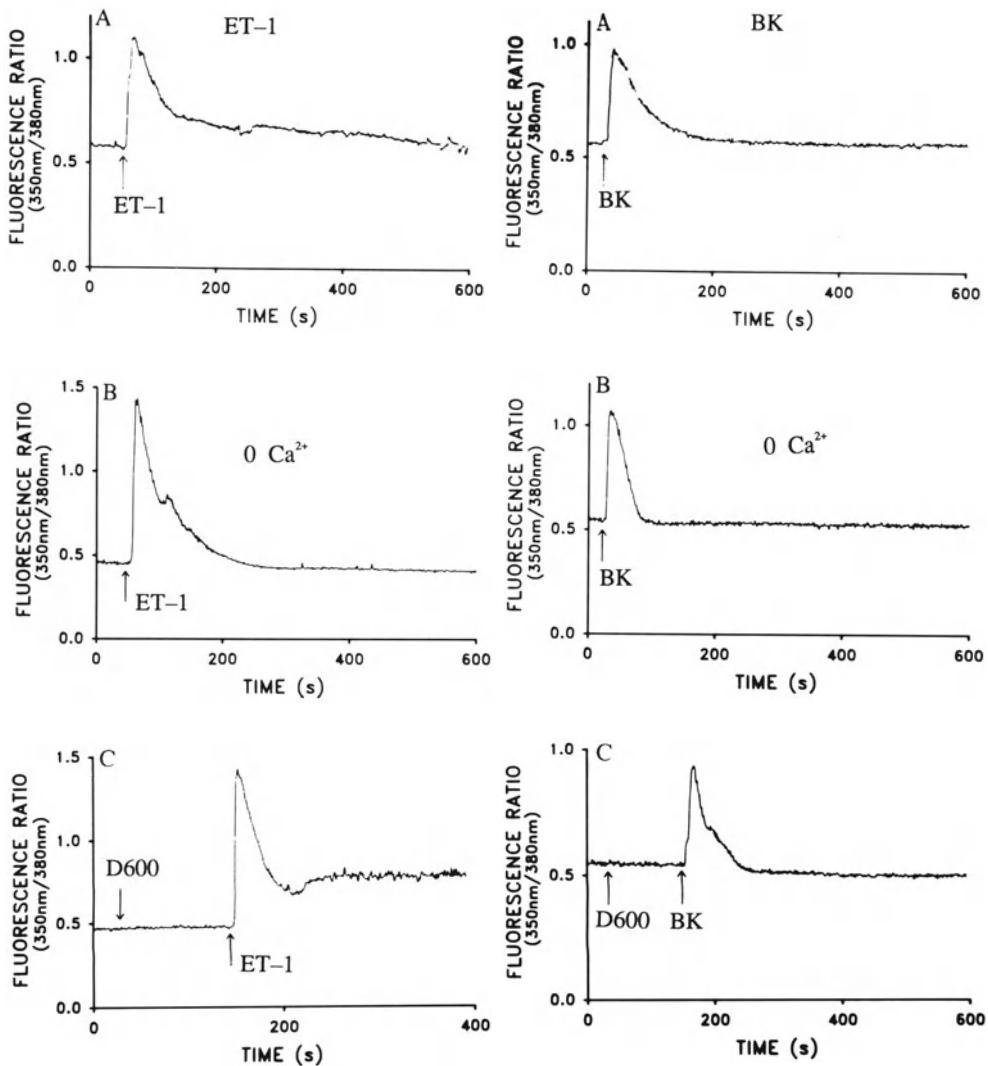 A
ET–1
FLUORESCENCE RATIO
(350nm/380nm)
1.0
0.5
0.0
ET–1
0
200
400
600
TIME (s)
A
BK
FLUORESCENCE RATIO
(350nm/380nm)
1.0
0.5
0.0
BK
0
200
400
600
TIME (s)
B
0 Ca²⁺
FLUORESCENCE RATIO
(350nm/380nm)
1.5
1.0
0.5
0.0
ET–1
0
200
400
600
TIME (s)
B
0 Ca²⁺
FLUORESCENCE RATIO
(350nm/380nm)
1.0
0.5
0.0
BK
0
200
400
600
TIME (s)
C
FLUORESCENCE RATIO
(350nm/380nm)
1.5
1.0
0.5
0.0
D600
ET–1
0
200
400
TIME (s)
C
FLUORESCENCE RATIO
(350nm/380nm)
1.0
0.5
0.0
D600
BK
0
200
400
600
TIME (s)